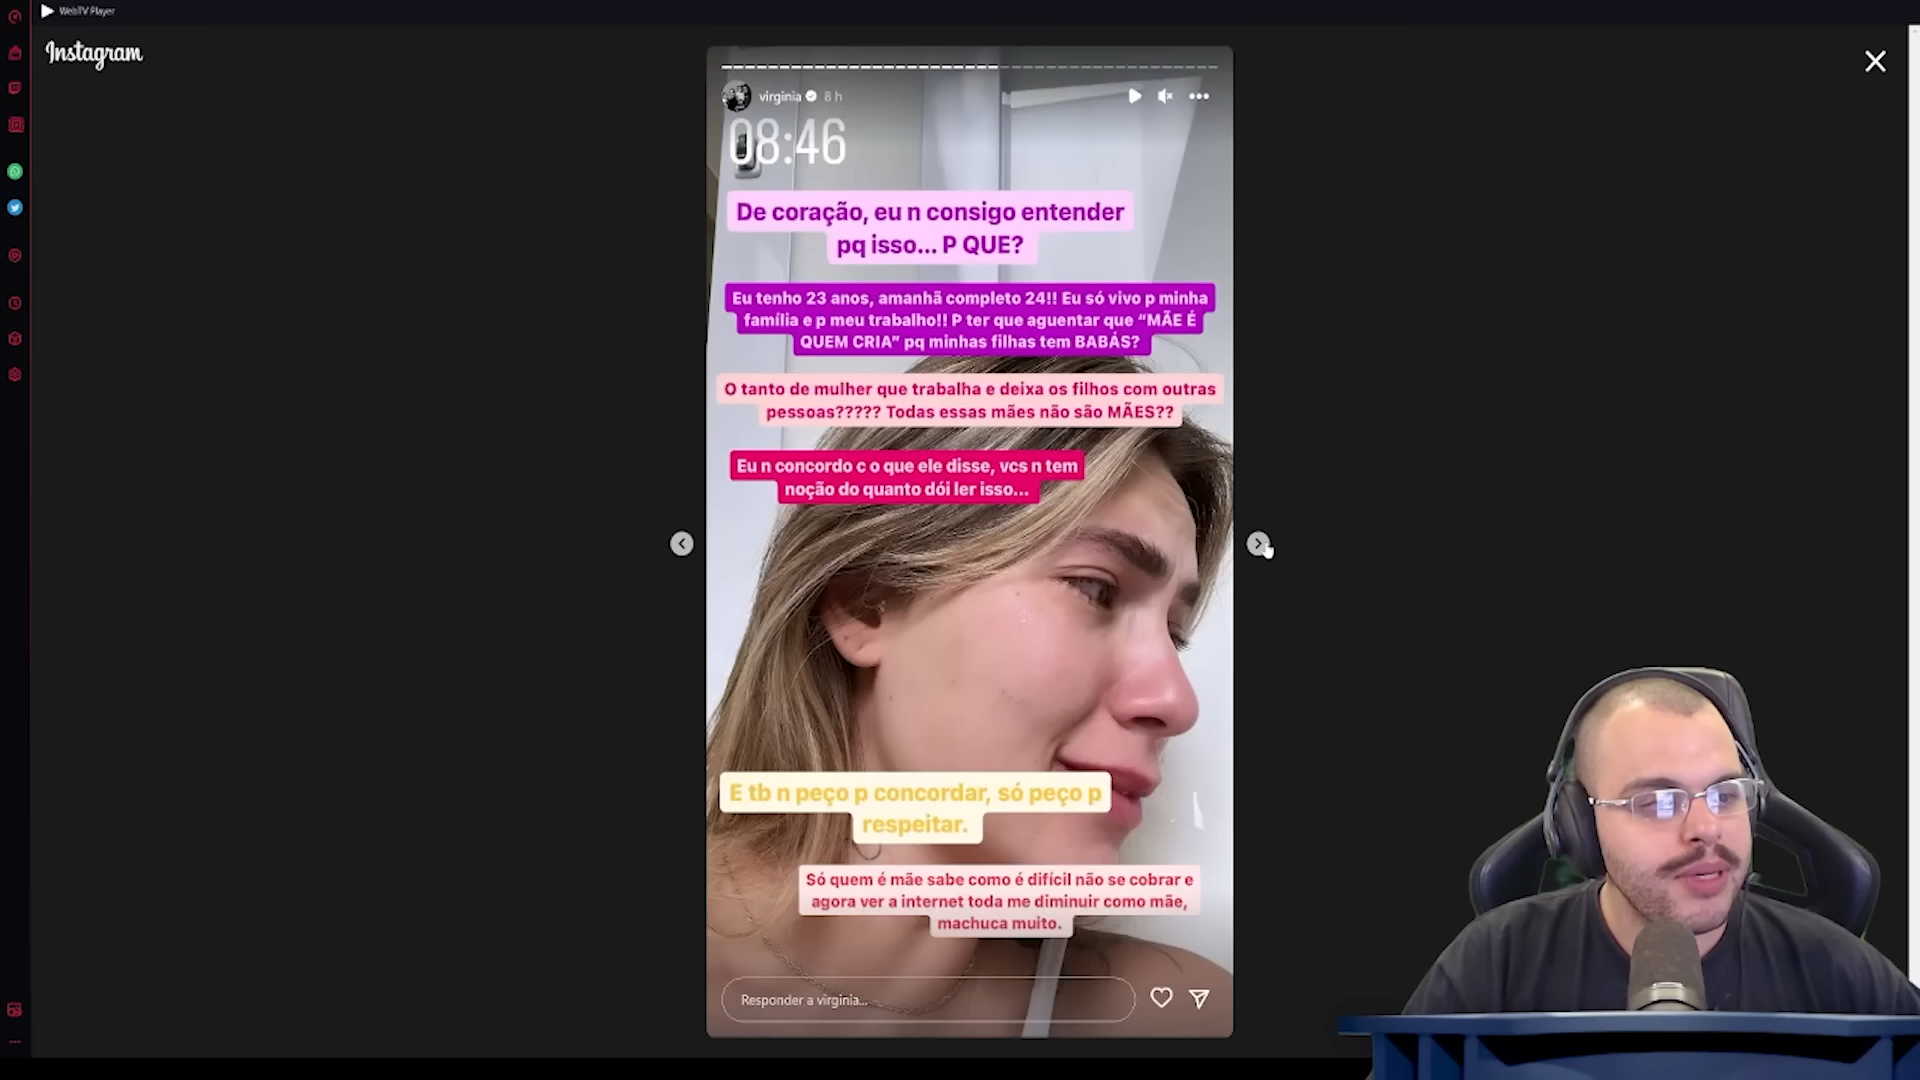 WebTV Player
Instagram
virginia 8 h
08:46
De coração, eu n consigo entender
pq isso... P QUE?
Eu tenho 23 anos, amanhã completo 24!! Eu só vivo p minha
família e p meu trabalho!! P ter que aguentar que “MÃE É
QUEM CRIA” pq minhas filhas tem BABÁS?
O tanto de mulher que trabalha e deixa os filhos com outras
pessoas????? Todas essas mães não são MÃES??
Eu n concordo c o que ele disse, vcs n tem
noção do quanto dói ler isso...
E tb n peço p concordar, só peço p
respeitar.
Só quem é mãe sabe como é difícil não se cobrar e
agora ver a internet toda me diminuir como mãe,
machuca muito.
Responder a virginia...